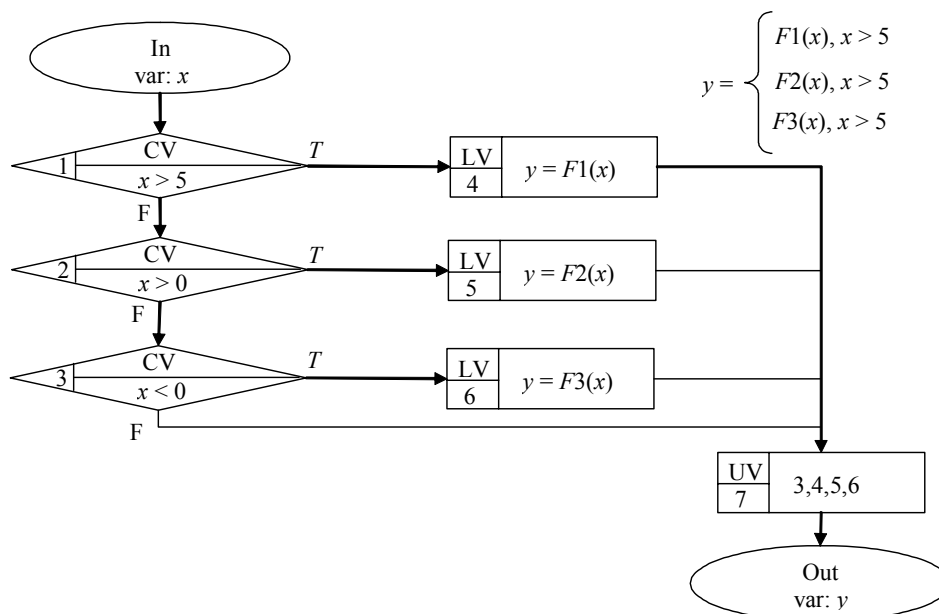 In
var: x
y =
F1(x), x > 5
F2(x), x > 5
F3(x), x > 5
1
CV
x > 5
T
F
LV
4
y = F1(x)
2
CV
x > 0
T
F
LV
5
y = F2(x)
3
CV
x < 0
T
F
LV
6
y = F3(x)
UV
7
3,4,5,6
Out
var: y